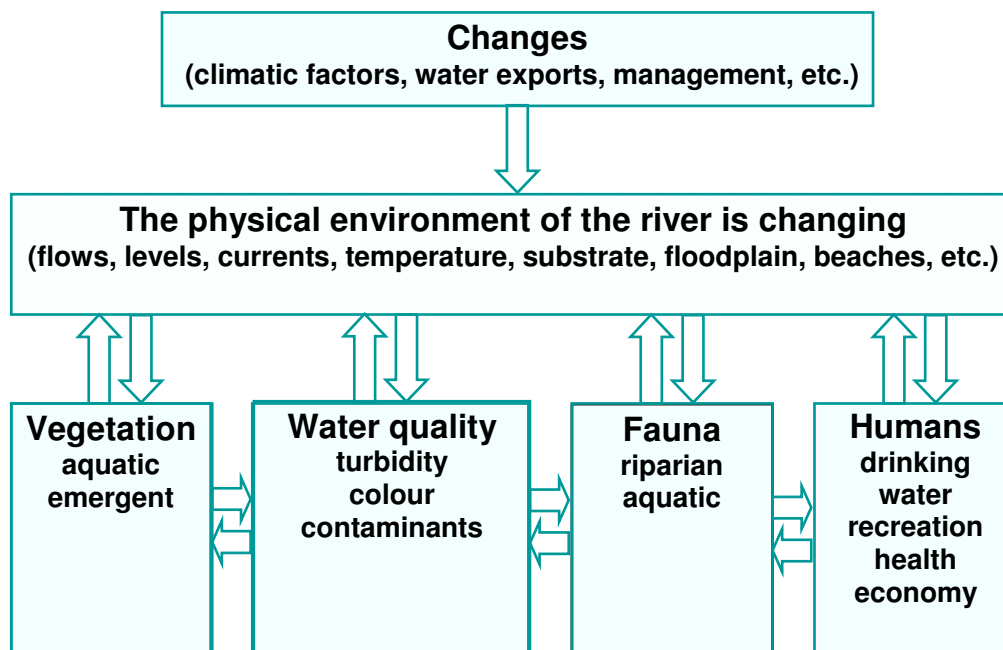 Changes
(climatic factors, water exports, management, etc.)
The physical environment of the river is changing
(flows, levels, currents, temperature, substrate, floodplain, beaches, etc.)
Vegetation
aquatic
emergent
Water quality
turbidity
colour
contaminants
Fauna
riparian
aquatic
Humans
drinking
water
recreation
health
economy